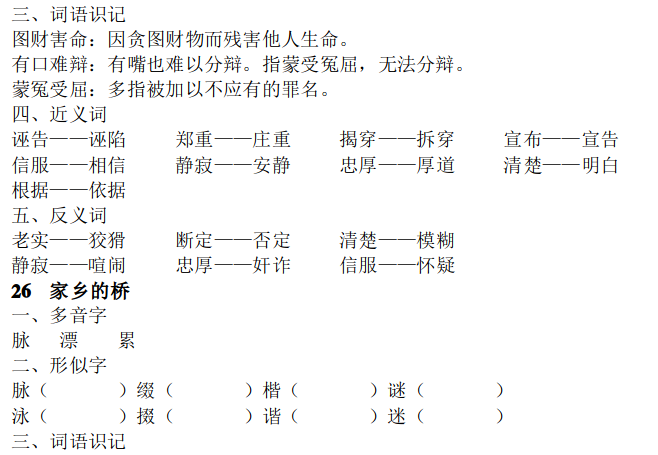 三、词语识记
图财害命：因贪图财物而残害他人生命。
有口难辩：有嘴也难以分辩。指蒙受冤屈，无法分辩。
蒙冤受屈：多指被加以不应有的罪名。
四、近义词
诬告——诬陷 郑重——庄重 揭穿——拆穿 宣布——宣告
信服——相信 静寂——安静 忠厚——厚道 清楚——明白
根据——依据
五、反义词
老实——狡猾 断定——否定 清楚——模糊
静寂——喧闹 忠厚——奸诈 信服——怀疑
26 家乡的桥
一、多音字
脉 漂 累
二、形似字
脉（ ）缀（ ）楷（ ）谜（ ）
泳（ ）掇（ ）谐（ ）迷（ ）
三、词语识记